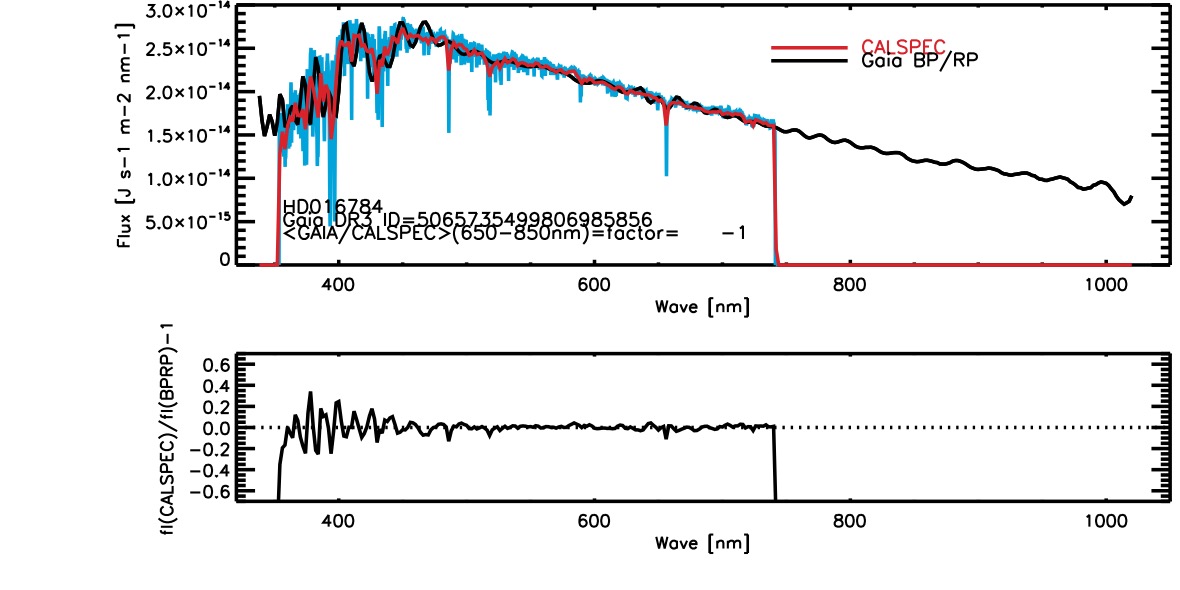 3.0×10⁻¹⁴
2.5×10⁻¹⁴
2.0×10⁻¹⁴
1.5×10⁻¹⁴
1.0×10⁻¹⁴
5.0×10⁻¹⁵
0
Flux [J s−1 m−2 nm−1]
CALSPEC
Gaia BP/RP
HD016784
Gaia DR3 ID=5065735499806985856
<GAIA/CALSPEC>(650−850nm)=factor= −1
400 600 800 1000
Wave [nm]
fl(CALSPEC)/fl(BPRP)−1
0.6
0.4
0.2
0.0
−0.2
−0.4
−0.6
400 600 800 1000
Wave [nm]